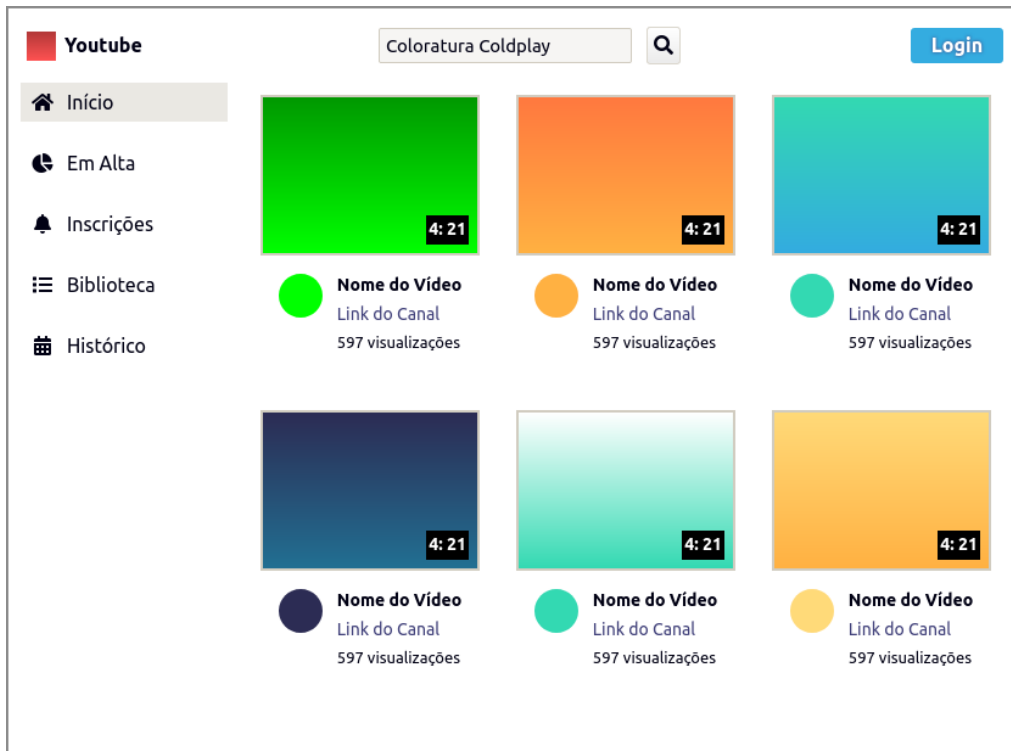 Youtube
Coloratura Coldplay
Login
Início
Em Alta
Inscrições
Biblioteca
Histórico
4: 21
4: 21
4: 21
Nome do Vídeo
Link do Canal
597 visualizações
Nome do Vídeo
Link do Canal
597 visualizações
Nome do Vídeo
Link do Canal
597 visualizações
4: 21
4: 21
4: 21
Nome do Vídeo
Link do Canal
597 visualizações
Nome do Vídeo
Link do Canal
597 visualizações
Nome do Vídeo
Link do Canal
597 visualizações